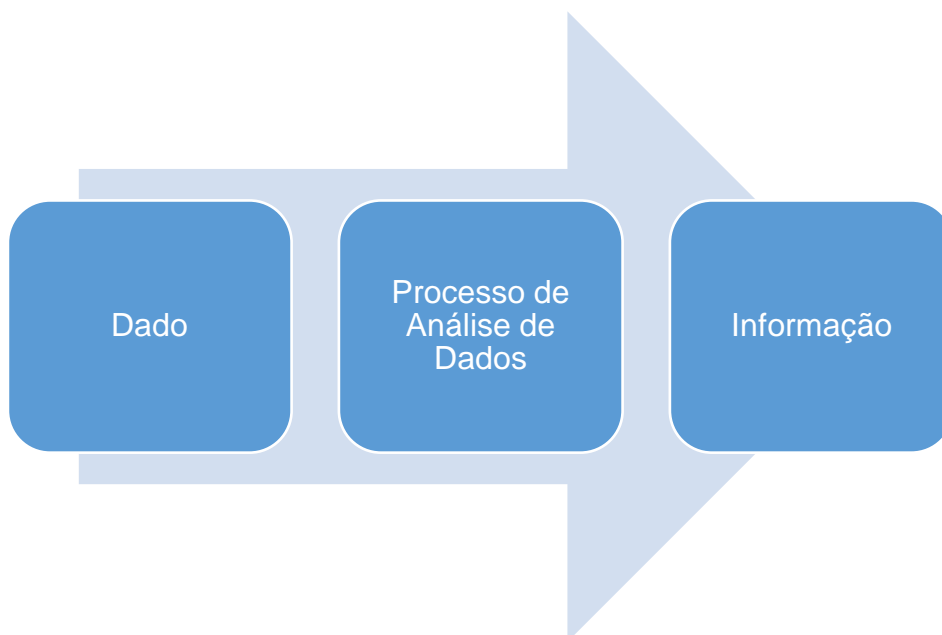 Dado
Processo de
Análise de
Dados
Informação